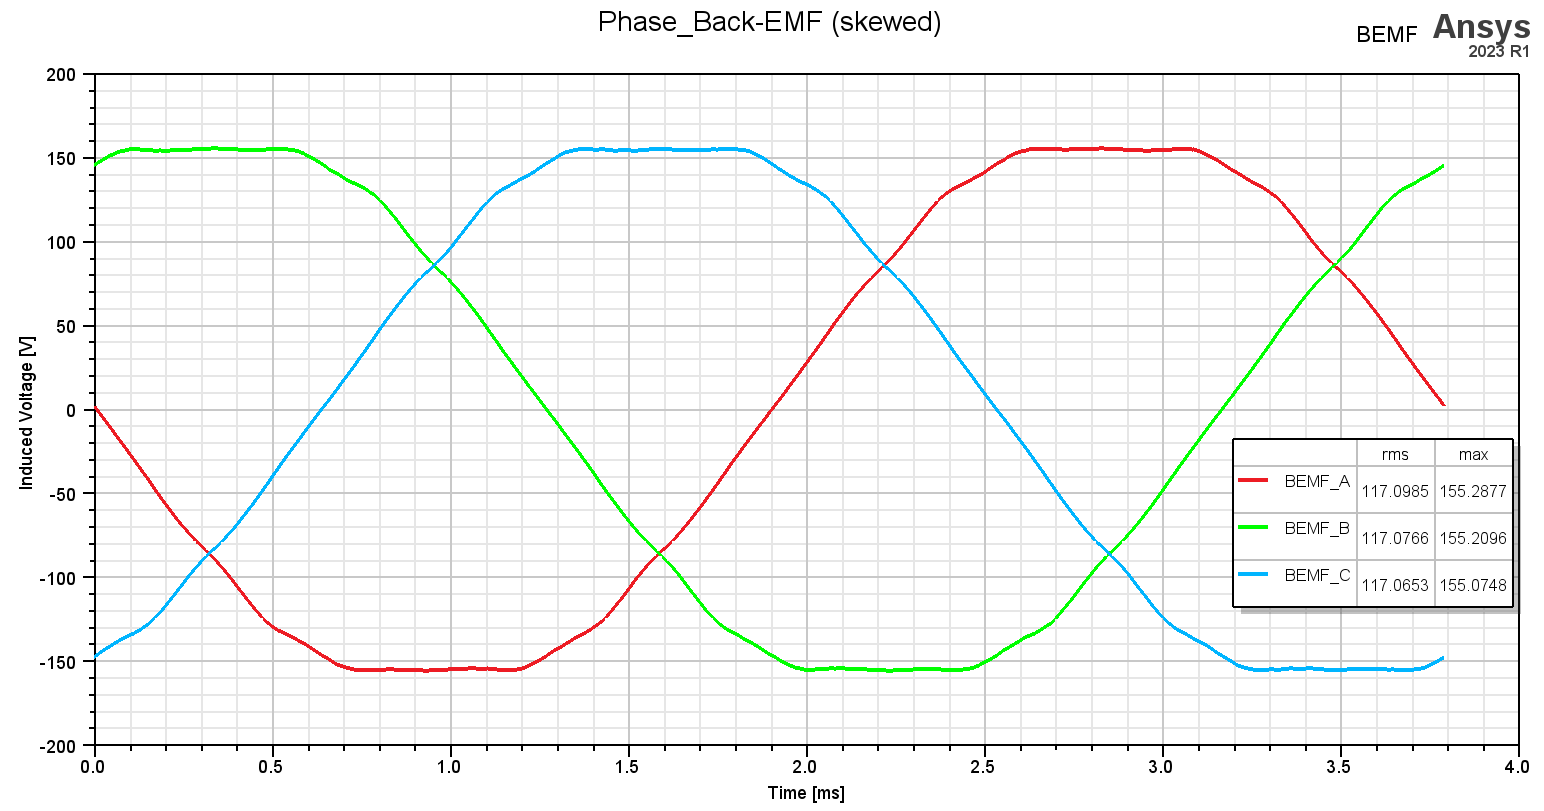 Phase_Back-EMF (skewed)
BEMF Ansys
2023 R1
200
150
100
50
0
-50
-100
-150
-200
Induced Voltage [V]
0.0 0.5 1.0 1.5 2.0 2.5 3.0 3.5 4.0
Time [ms]
rms max
BEMF_A 117.0985 155.2877
BEMF_B 117.0766 155.2096
BEMF_C 117.0653 155.0748